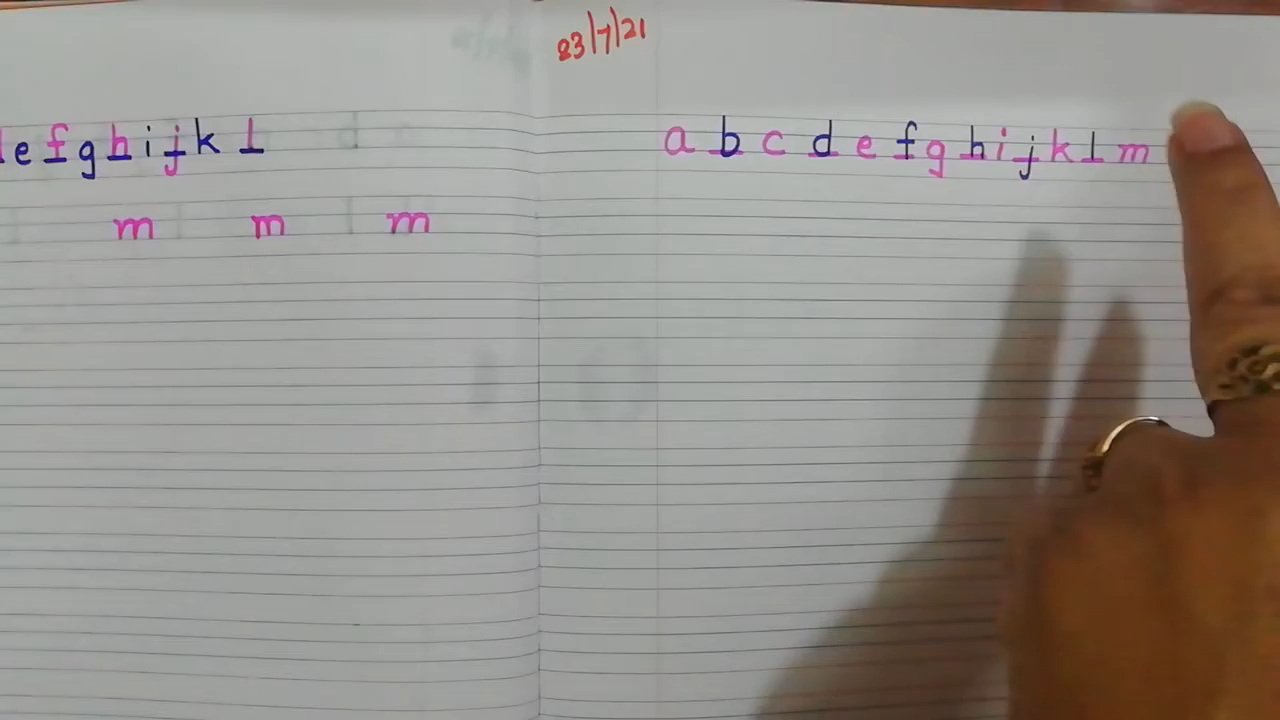 23/7/21
e f g h i j k l
m m m
a b c d e f g h i j k l m